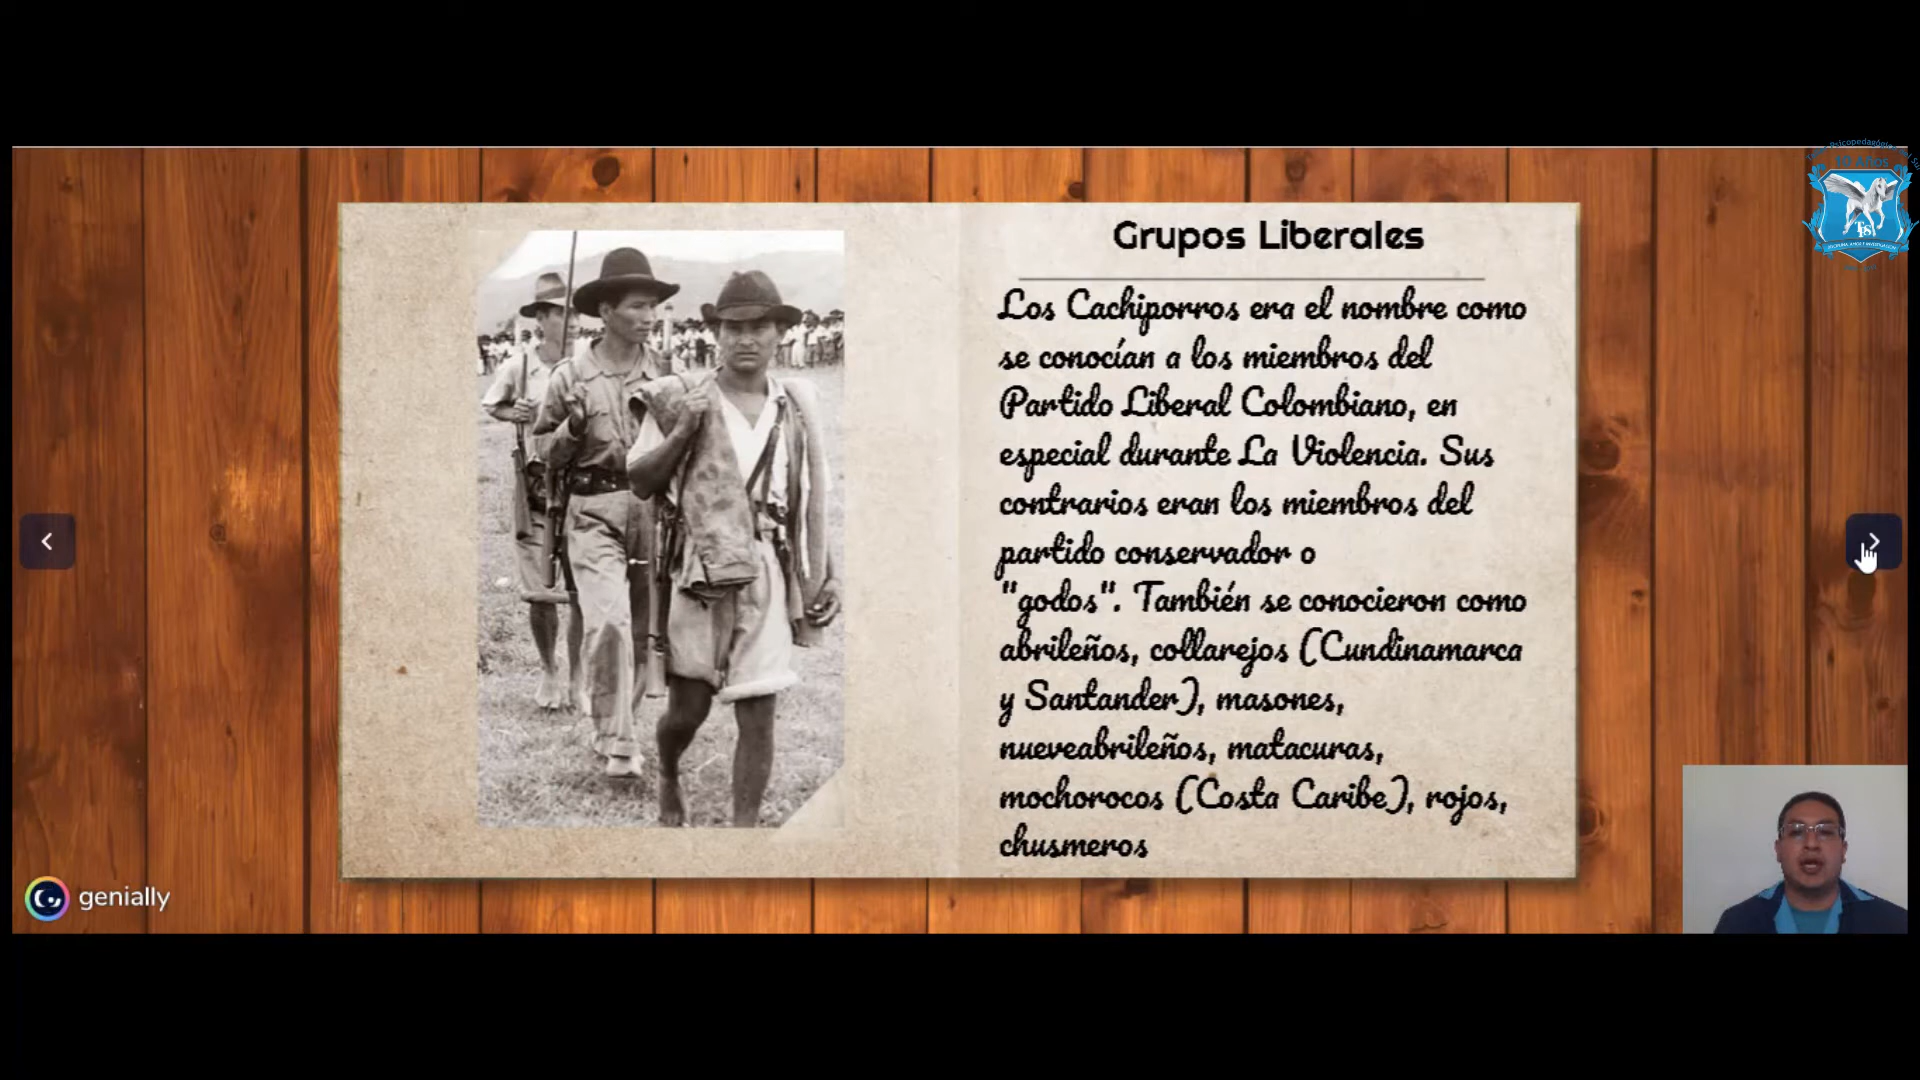 Grupos Liberales
Los Cachiporros era el nombre como
se conocían a los miembros del
Partido Liberal Colombiano, en
especial durante La Violencia. Sus
contrarios eran los miembros del
partido conservador o
"godos". También se conocieron como
abrileños, collarejos (Cundinamarca
y Santander), masones,
nueveabrileños, matacuras,
mochorocos (Costa Caribe), rojos,
chusmeros
genially
10 Años